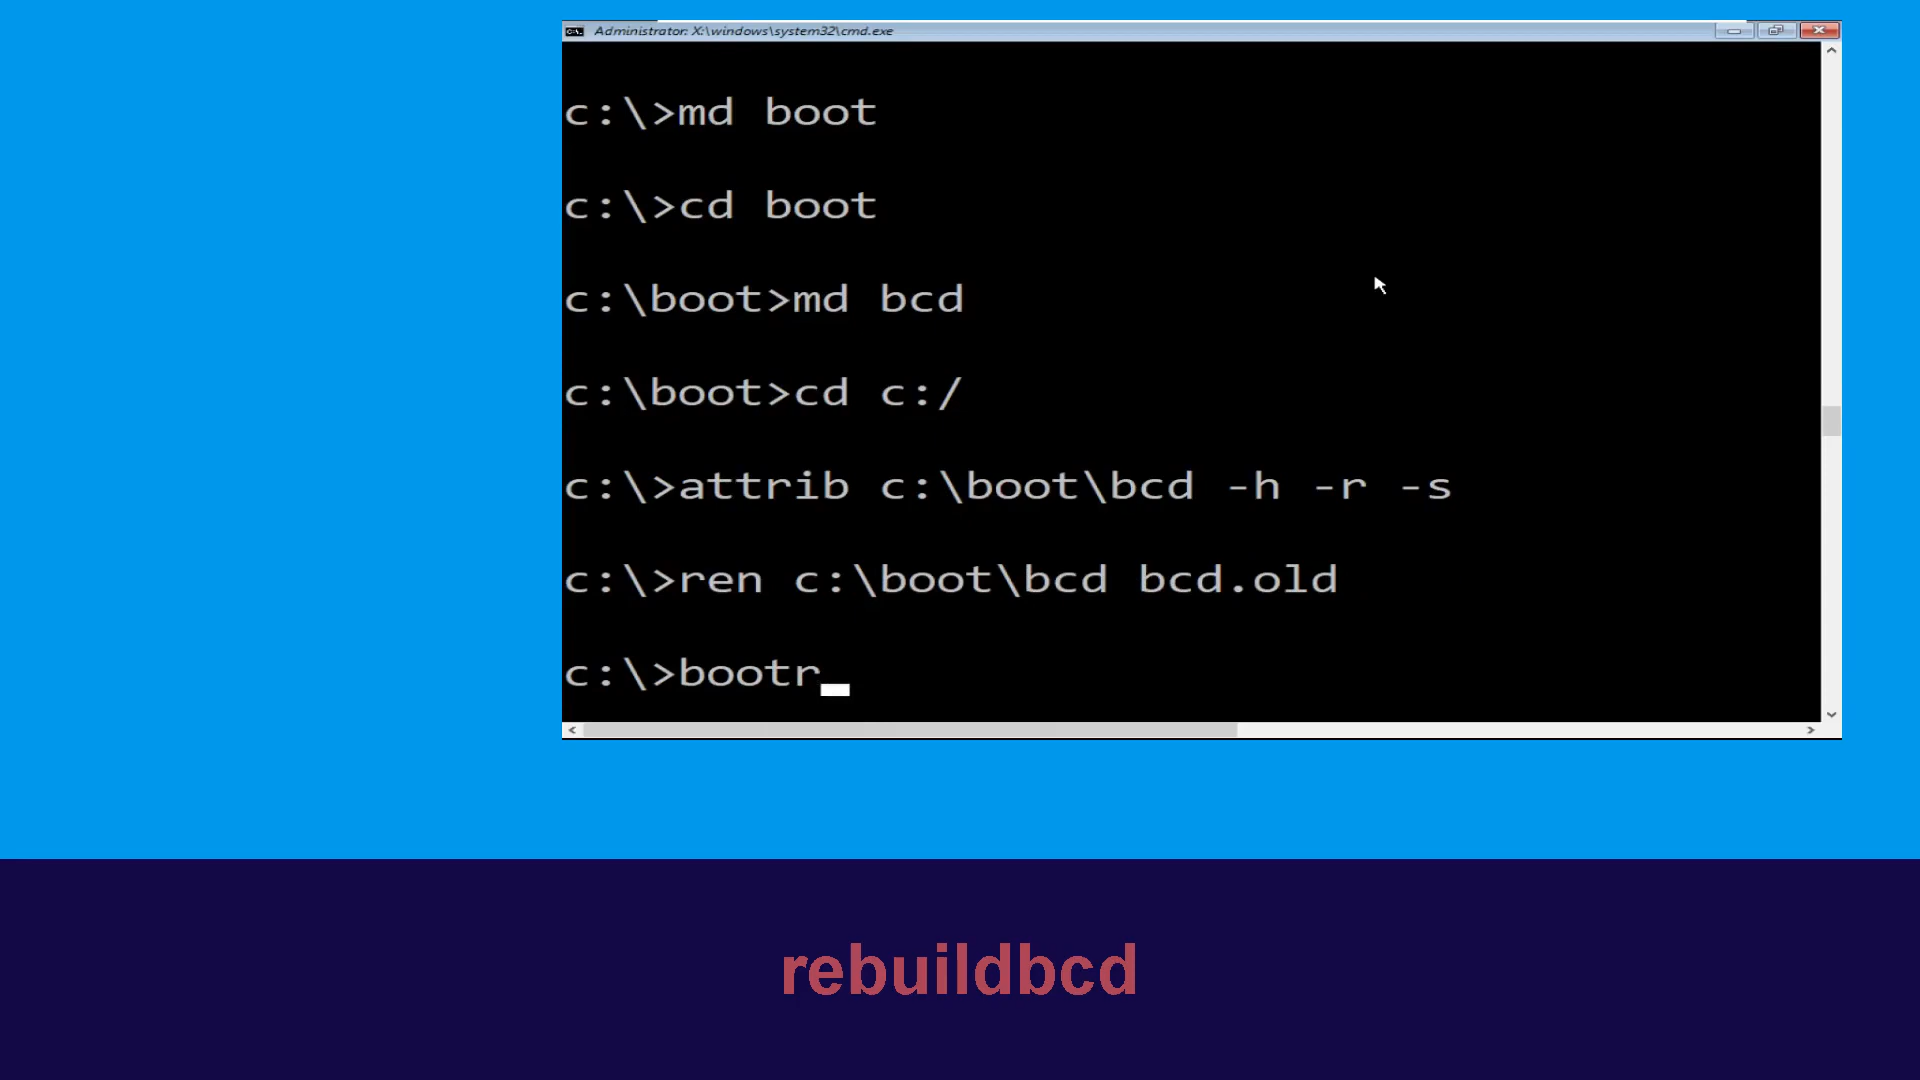 Administrator: X:\windows\system32\cmd.exe
c:\>md boot
c:\>cd boot
c:\boot>md bcd
c:\boot>cd c:/
c:\>attrib c:\boot\bcd -h -r -s
c:\>ren c:\boot\bcd bcd.old
c:\>bootr_
rebuildbcd